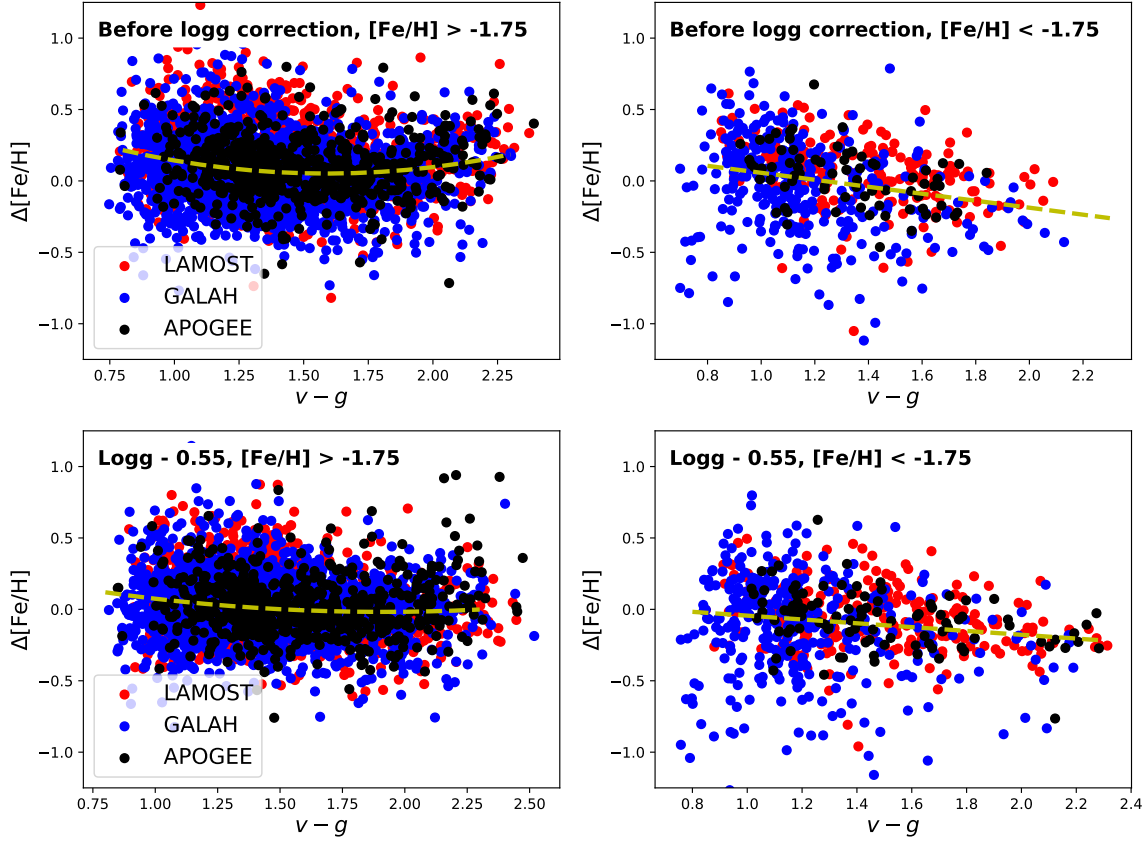 Before logg correction, [Fe/H] > -1.75
1.0
0.5
0.0
−0.5
−1.0
Δ[Fe/H]
LAMOST
GALAH
APOGEE
0.75 1.00 1.25 1.50 1.75 2.00 2.25
v − g
Before logg correction, [Fe/H] < -1.75
1.0
0.5
0.0
−0.5
−1.0
Δ[Fe/H]
0.8 1.0 1.2 1.4 1.6 1.8 2.0 2.2
v − g
Logg - 0.55, [Fe/H] > -1.75
1.0
0.5
0.0
−0.5
−1.0
Δ[Fe/H]
LAMOST
GALAH
APOGEE
0.75 1.00 1.25 1.50 1.75 2.00 2.25 2.50
v − g
Logg - 0.55, [Fe/H] < -1.75
1.0
0.5
0.0
−0.5
−1.0
Δ[Fe/H]
0.8 1.0 1.2 1.4 1.6 1.8 2.0 2.2 2.4
v − g